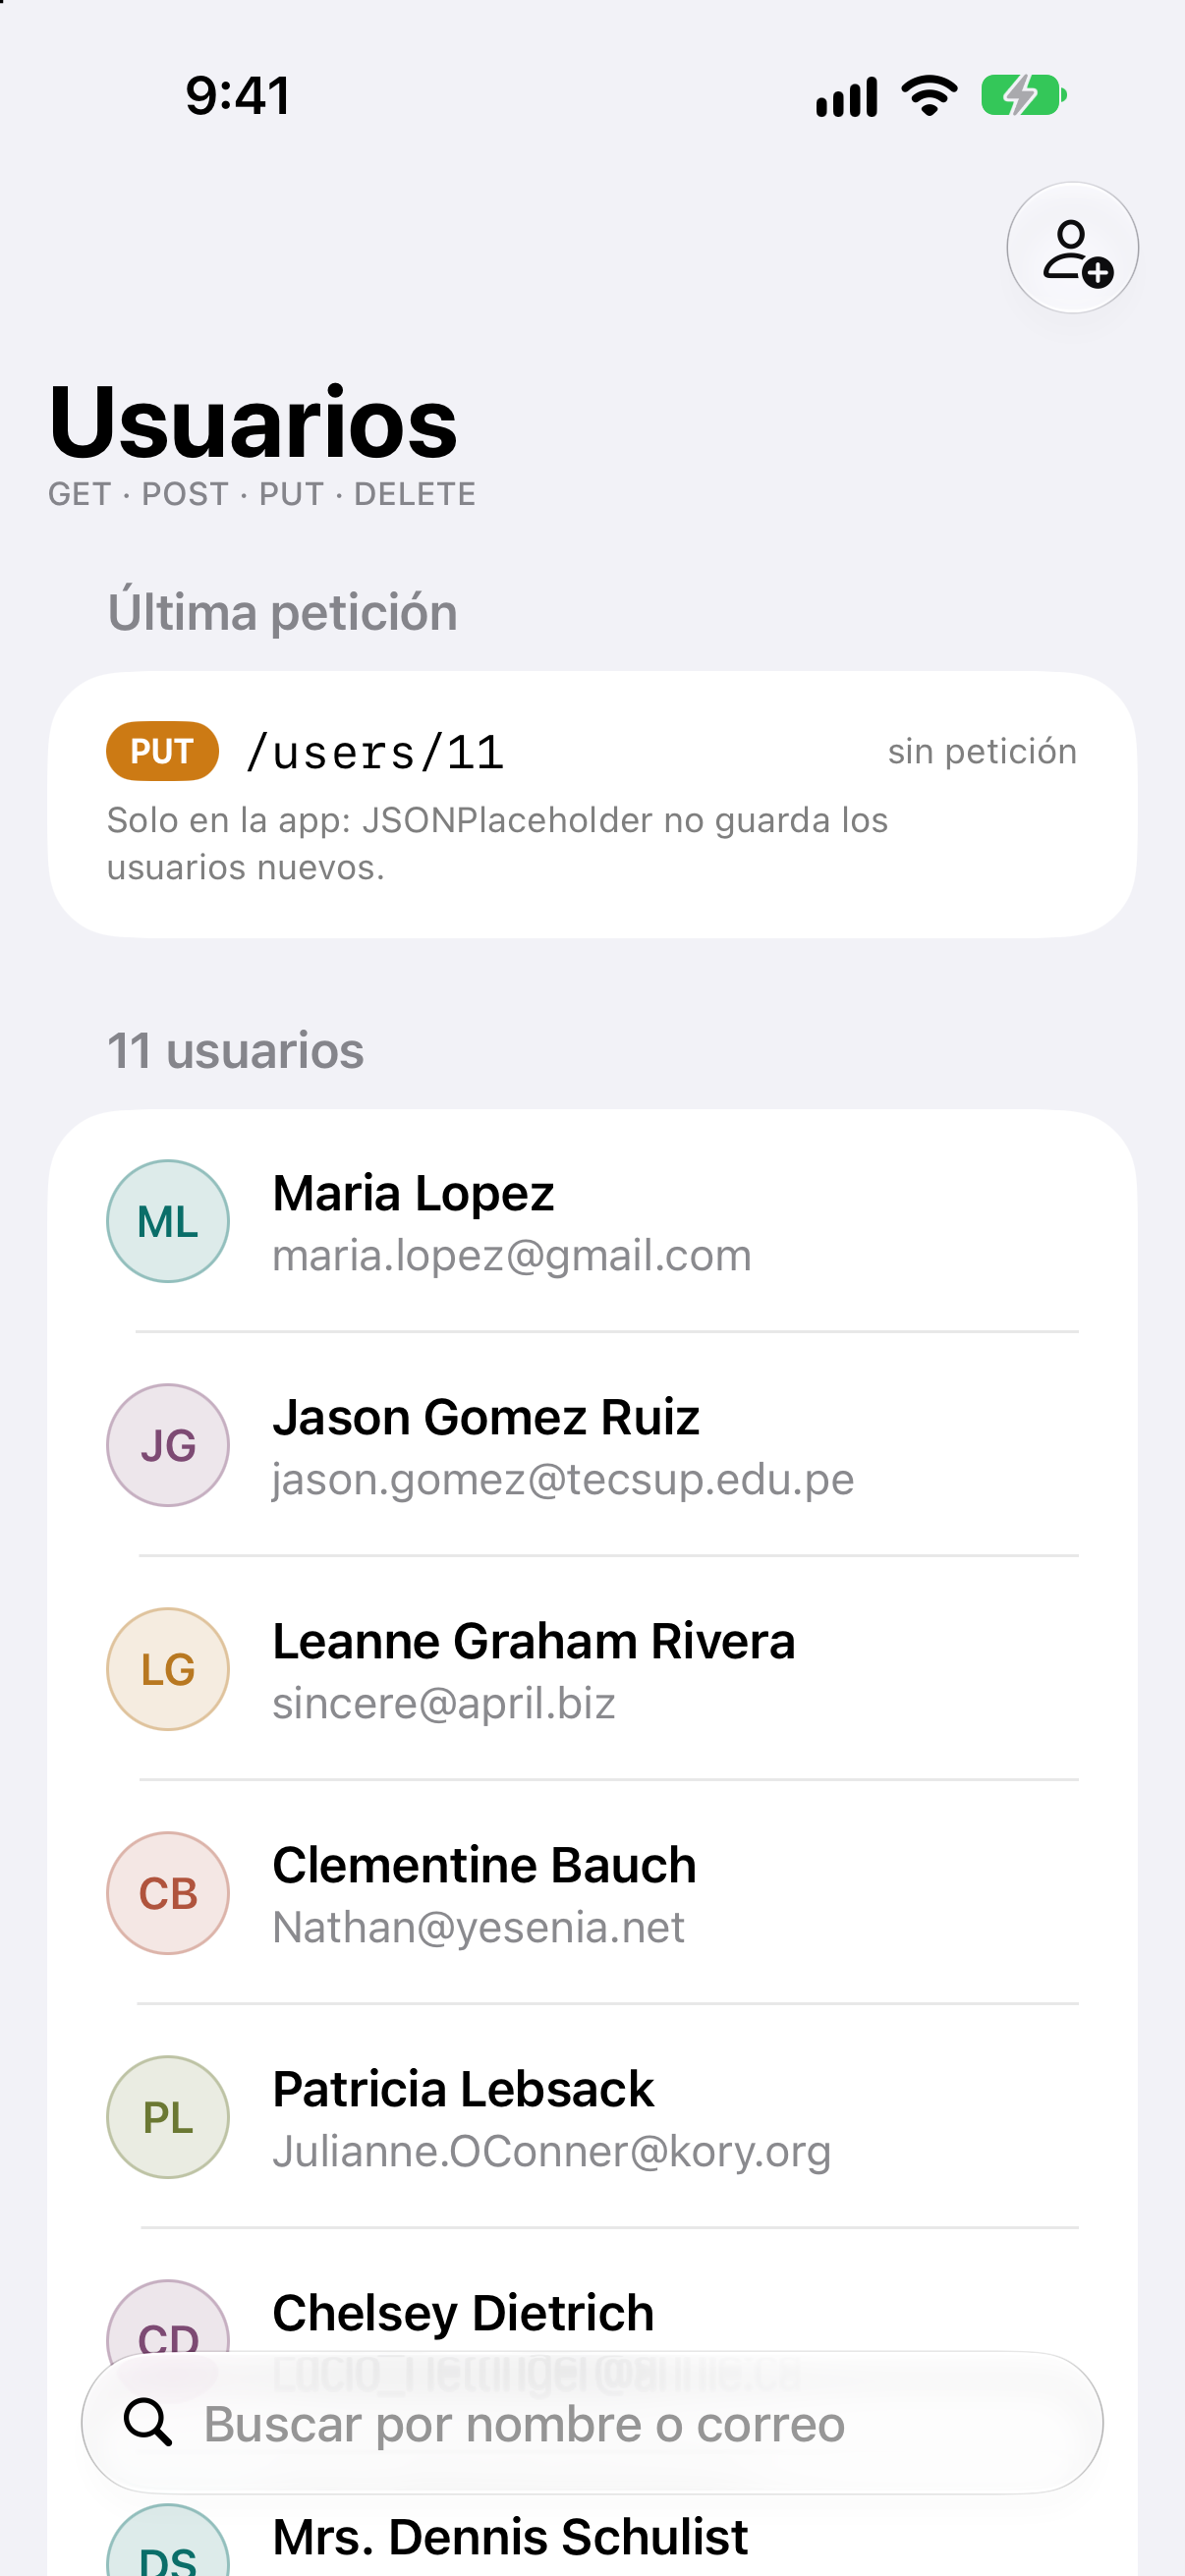 9:41
Usuarios
GET · POST · PUT · DELETE
Última petición
PUT /users/11 sin petición
Solo en la app: JSONPlaceholder no guarda los
usuarios nuevos.
11 usuarios
ML
Maria Lopez
maria.lopez@gmail.com
JG
Jason Gomez Ruiz
jason.gomez@tecsup.edu.pe
LG
Leanne Graham Rivera
sincere@april.biz
CB
Clementine Bauch
Nathan@yesenia.net
PL
Patricia Lebsack
Julianne.OConner@kory.org
CD
Chelsey Dietrich
Buscar por nombre o correo
DS
Mrs. Dennis Schulist